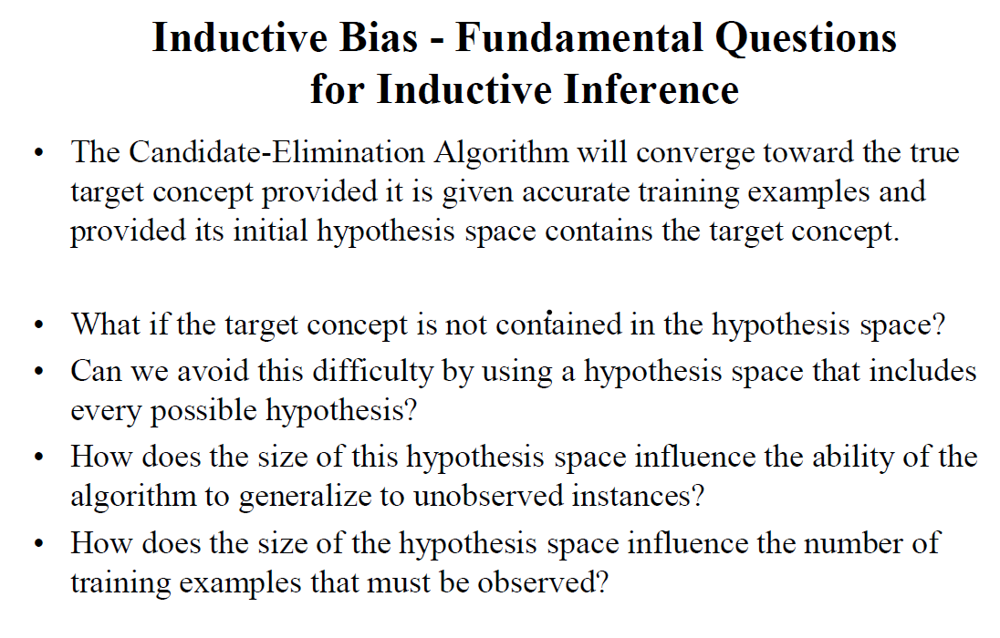 Inductive Bias - Fundamental Questions
for Inductive Inference
• The Candidate-Elimination Algorithm will converge toward the true
target concept provided it is given accurate training examples and
provided its initial hypothesis space contains the target concept.
• What if the target concept is not contained in the hypothesis space?
• Can we avoid this difficulty by using a hypothesis space that includes
every possible hypothesis?
• How does the size of this hypothesis space influence the ability of the
algorithm to generalize to unobserved instances?
• How does the size of the hypothesis space influence the number of
training examples that must be observed?